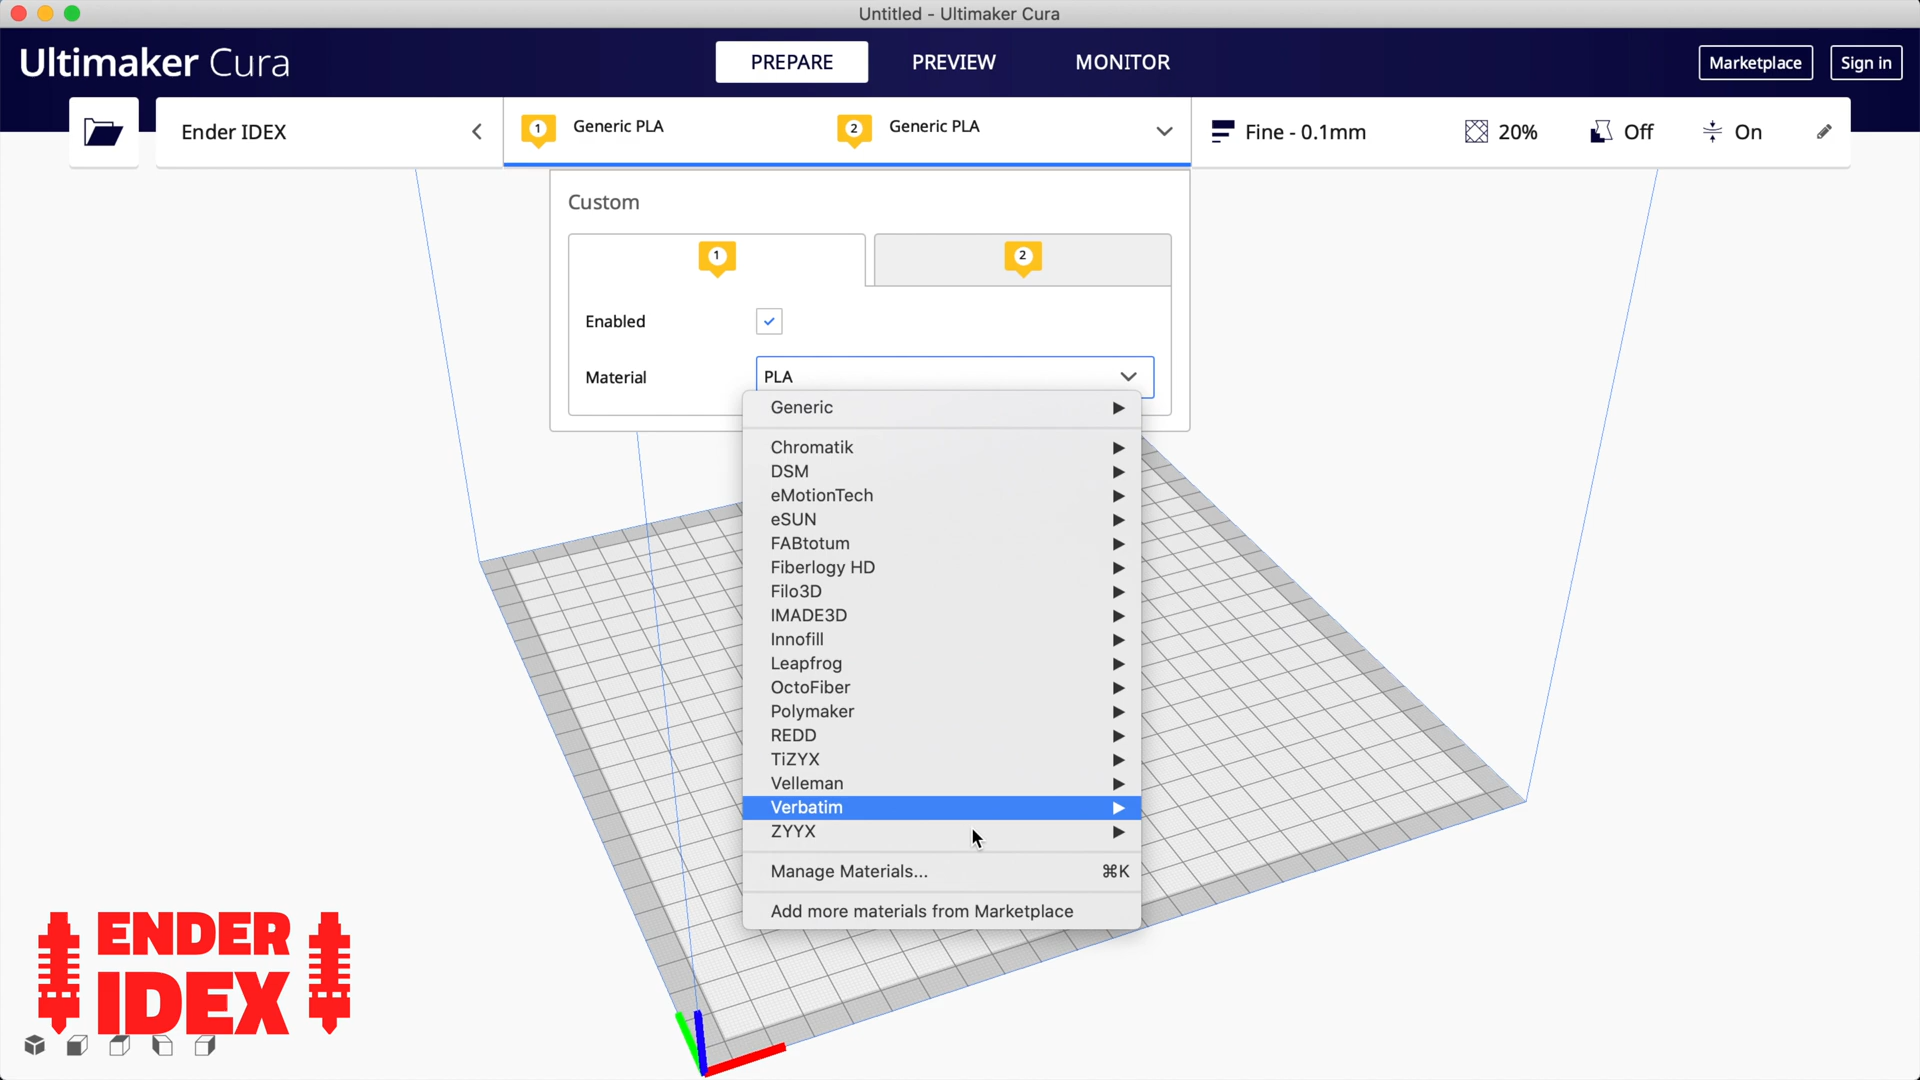 Untitled - Ultimaker Cura
Ultimaker Cura
PREPARE
PREVIEW
MONITOR
Marketplace
Sign in
Ender IDEX
1
Generic PLA
2
Generic PLA
Fine - 0.1mm
20%
Off
On
Custom
1
2
Enabled
Material
PLA
Generic
Chromatik
DSM
eMotionTech
eSUN
FABtotum
Fiberlogy HD
Filo3D
IMADE3D
Innofill
Leapfrog
OctoFiber
Polymaker
REDD
TiZYX
Velleman
Verbatim
ZYYX
Manage Materials... ⌘K
Add more materials from Marketplace
ENDER
IDEX